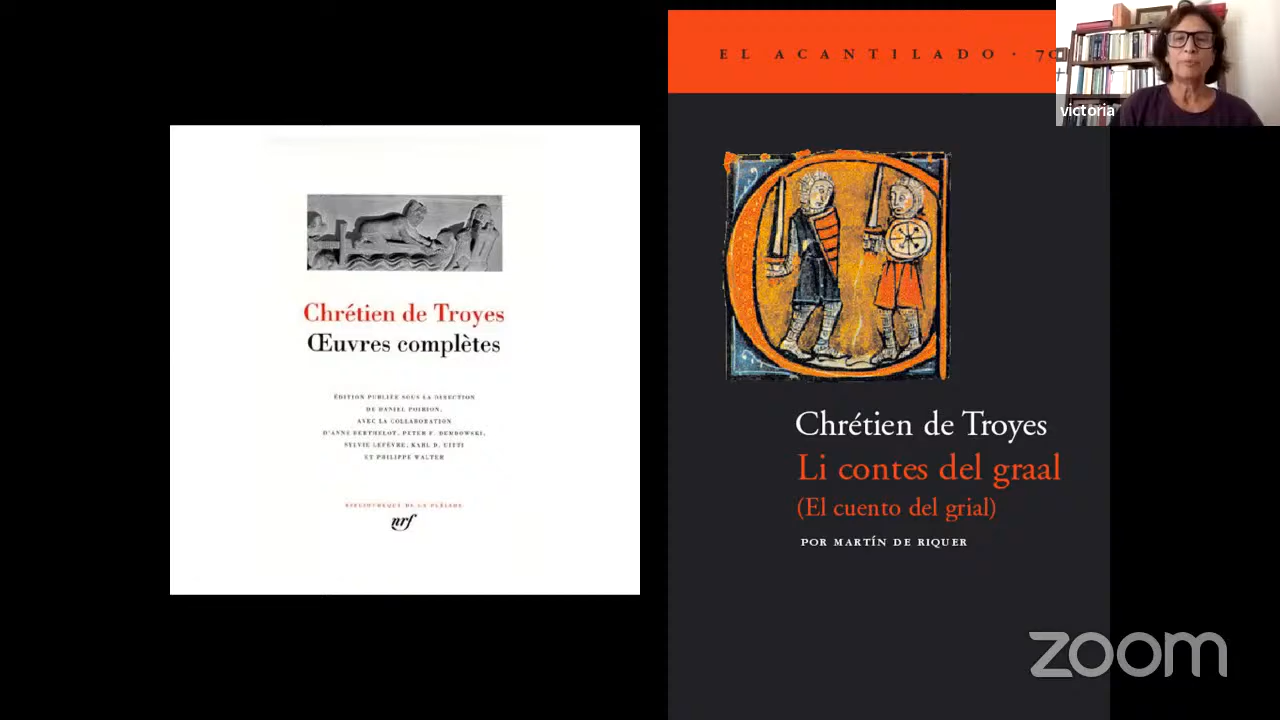 Chrétien de Troyes
Œuvres complètes
ÉDITION PUBLIÉE SOUS LA DIRECTION
DE DANIEL POIRION,
AVEC LA COLLABORATION
D'ANNE BERTHELOT, PETER F. DEMBOWSKI,
SYLVIE LEFÈVRE, KARL D. UITTI
ET PHILIPPE WALTER
BIBLIOTHÈQUE DE LA PLÉIADE
nrf
EL ACANTILADO ·
Chrétien de Troyes
Li contes del graal
(El cuento del grial)
POR MARTÍN DE RIQUER
victoria
zoom